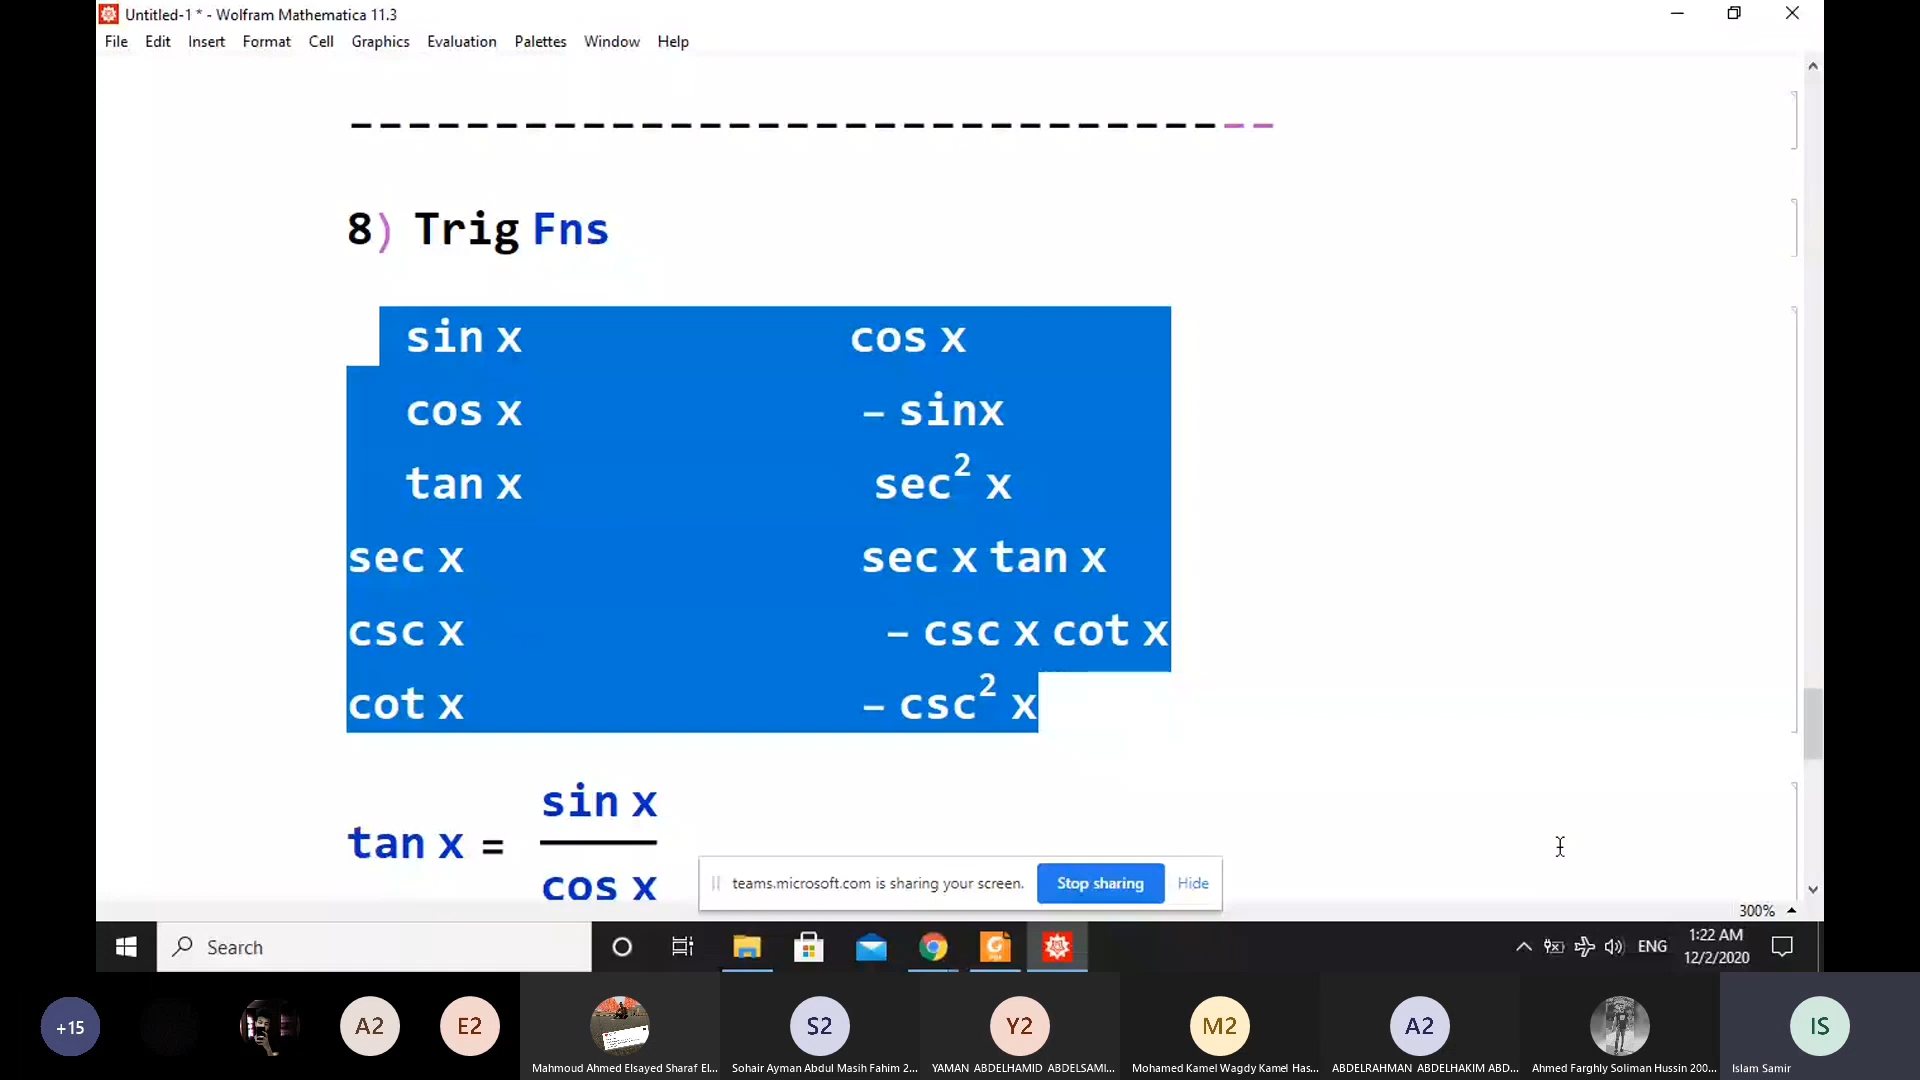 Untitled-1 * - Wolfram Mathematica 11.3
File Edit Insert Format Cell Graphics Evaluation Palettes Window Help
--------------------------------
8) Trig Fns
sin x cos x
cos x - sinx
tan x sec² x
sec x sec x tan x
csc x - csc x cot x
cot x - csc² x
tan x = sin x
cos x
teams.microsoft.com is sharing your screen. Stop sharing Hide
300%
Search
ENG
1:22 AM
12/2/2020
+15 A2 E2 S2 Y2 M2 A2 IS
Mahmoud Ahmed Elsayed Sharaf El... Sohair Ayman Abdul Masih Fahim 2... YAMAN ABDELHAMID ABDELSAMI... Mohamed Kamel Wagdy Kamel Has... ABDELRAHMAN ABDELHAKIM ABD... Ahmed Farghly Soliman Hussin 200... Islam Samir